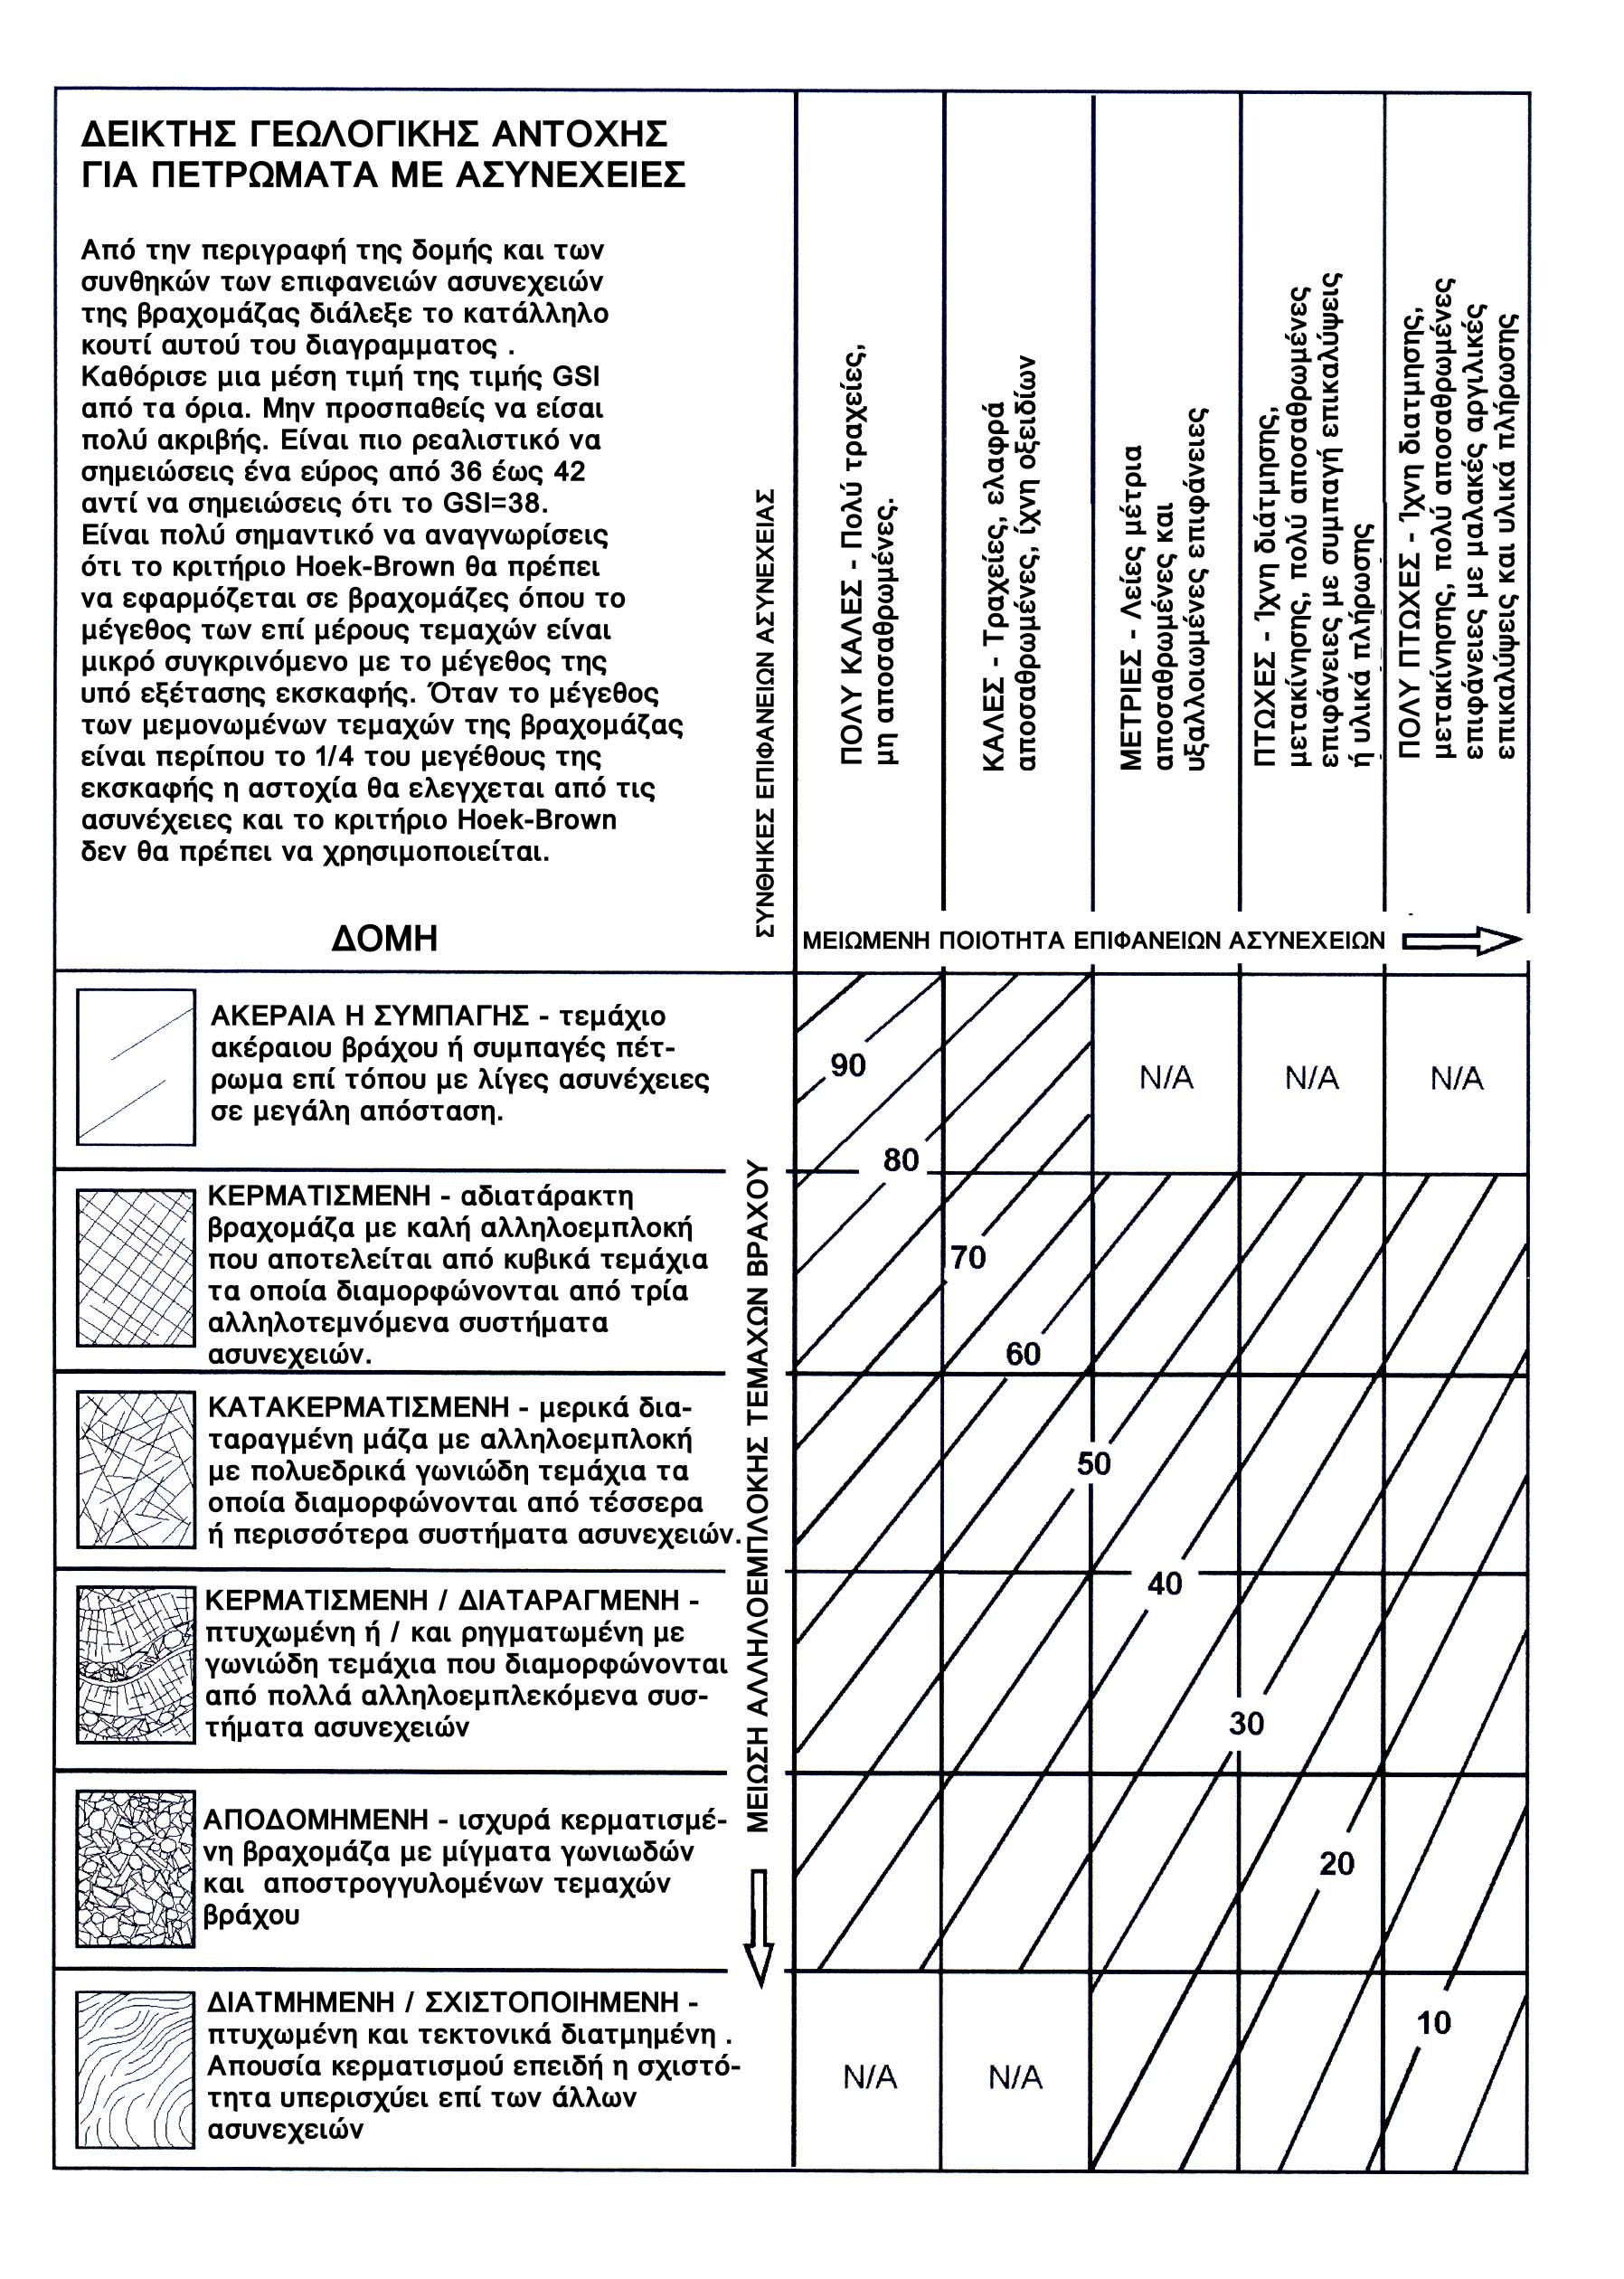 ΔΕΙΚΤΗΣ ΓΕΩΛΟΓΙΚΗΣ ΑΝΤΟΧΗΣ
ΓΙΑ ΠΕΤΡΩΜΑΤΑ ΜΕ ΑΣΥΝΕΧΕΙΕΣ
Από την περιγραφή της δομής και των
συνθηκών των επιφανειών ασυνεχειών
της βραχομάζας διάλεξε το κατάλληλο
κουτί αυτού του διαγραμματος .
Καθόρισε μια μέση τιμή της τιμής GSI
από τα όρια. Μην προσπαθείς να είσαι
πολύ ακριβής. Είναι πιο ρεαλιστικό να
σημειώσεις ένα εύρος από 36 έως 42
αντί να σημειώσεις ότι το GSI=38.
Είναι πολύ σημαντικό να αναγνωρίσεις
ότι το κριτήριο Hoek-Brown θα πρέπει
να εφαρμόζεται σε βραχομάζες όπου το
μέγεθος των επί μέρους τεμαχών είναι
μικρό συγκρινόμενο με το μέγεθος της
υπό εξέτασης εκσκαφής. Όταν το μέγεθος
των μεμονωμένων τεμαχών της βραχομάζας
είναι περίπου το 1/4 του μεγέθους της
εκσκαφής η αστοχία θα ελεγχεται από τις
ασυνέχειες και το κριτήριο Hoek-Brown
δεν θα πρέπει να χρησιμοποιείται.
ΔΟΜΗ
ΣΥΝΘΗΚΕΣ ΕΠΙΦΑΝΕΙΩΝ ΑΣΥΝΕΧΕΙΑΣ
ΠΟΛΥ ΚΑΛΕΣ - Πολύ τραχείες,
μη αποσαθρωμένες.
ΚΑΛΕΣ - Τραχείες, ελαφρά
αποσαθρωμένες, ίχνη οξειδίων
ΜΕΤΡΙΕΣ - Λείες μέτρια
αποσαθρωμένες και
υξαλλοιωμένες επιφάνειες
ΠΤΩΧΕΣ - Ίχνη διάτμησης,
μετακίνησης, πολύ αποσαθρωμένες
επιφάνειες με συμπαγή επικαλύψεις
ή υλικά πλήρωσης
ΠΟΛΥ ΠΤΩΧΕΣ - Ίχνη διατμησης,
μετακίνησης, πολύ αποσαθρωμένες
επιφάνειες με μαλακές αργιλικές
επικαλύψεις και υλικά πλήρωσης
ΜΕΙΩΜΕΝΗ ΠΟΙΟΤΗΤΑ ΕΠΙΦΑΝΕΙΩΝ ΑΣΥΝΕΧΕΙΩΝ
ΜΕΙΩΣΗ ΑΛΛΗΛΟΕΜΠΛΟΚΗΣ ΤΕΜΑΧΩΝ ΒΡΑΧΟΥ
ΑΚΕΡΑΙΑ Η ΣΥΜΠΑΓΗΣ - τεμάχιο
ακέραιου βράχου ή συμπαγές πέτ-
ρωμα επί τόπου με λίγες ασυνέχειες
σε μεγάλη απόσταση.
90
N/A
N/A
N/A
80
ΚΕΡΜΑΤΙΣΜΕΝΗ - αδιατάρακτη
βραχομάζα με καλή αλληλοεμπλοκή
που αποτελείται από κυβικά τεμάχια
τα οποία διαμορφώνονται από τρία
αλληλοτεμνόμενα συστήματα
ασυνεχειών.
70
60
ΚΑΤΑΚΕΡΜΑΤΙΣΜΕΝΗ - μερικά δια-
ταραγμένη μάζα με αλληλοεμπλοκή
με πολυεδρικά γωνιώδη τεμάχια τα
οποία διαμορφώνονται από τέσσερα
ή περισσότερα συστήματα ασυνεχειών.
50
ΚΕΡΜΑΤΙΣΜΕΝΗ / ΔΙΑΤΑΡΑΓΜΕΝΗ -
πτυχωμένη ή / και ρηγματωμένη με
γωνιώδη τεμάχια που διαμορφώνονται
από πολλά αλληλοεμπλεκόμενα συσ-
τήματα ασυνεχειών
40
30
ΑΠΟΔΟΜΗΜΕΝΗ - ισχυρά κερματισμέ-
νη βραχομάζα με μίγματα γωνιωδών
και αποστρογγυλομένων τεμαχών
βράχου
20
ΔΙΑΤΜΗΜΕΝΗ / ΣΧΙΣΤΟΠΟΙΗΜΕΝΗ -
πτυχωμένη και τεκτονικά διατμημένη .
Απουσία κερματισμού επειδή η σχιστό-
τητα υπερισχύει επί των άλλων
ασυνεχειών
N/A
N/A
10